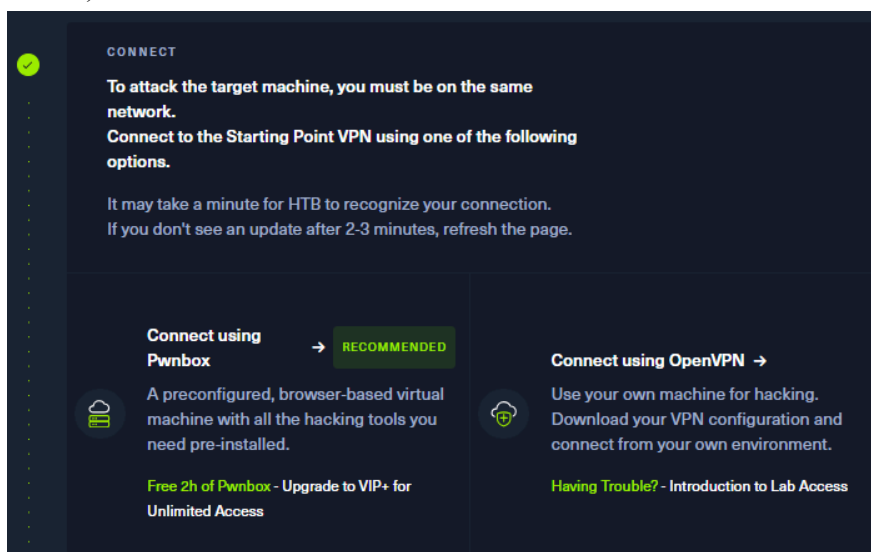 CONNECT
To attack the target machine, you must be on the same
network.
Connect to the Starting Point VPN using one of the following
options.
It may take a minute for HTB to recognize your connection.
If you don't see an update after 2-3 minutes, refresh the page.
Connect using
Pwnbox
→ RECOMMENDED
A preconfigured, browser-based virtual
machine with all the hacking tools you
need pre-installed.
Free 2h of Pwnbox - Upgrade to VIP+ for
Unlimited Access
Connect using OpenVPN →
Use your own machine for hacking.
Download your VPN configuration and
connect from your own environment.
Having Trouble? - Introduction to Lab Access